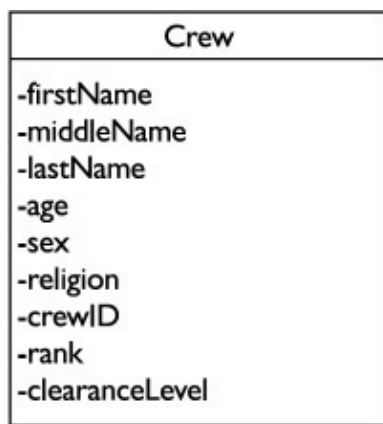 Crew
-firstName
-middleName
-lastName
-age
-sex
-religion
-crewID
-rank
-clearanceLevel